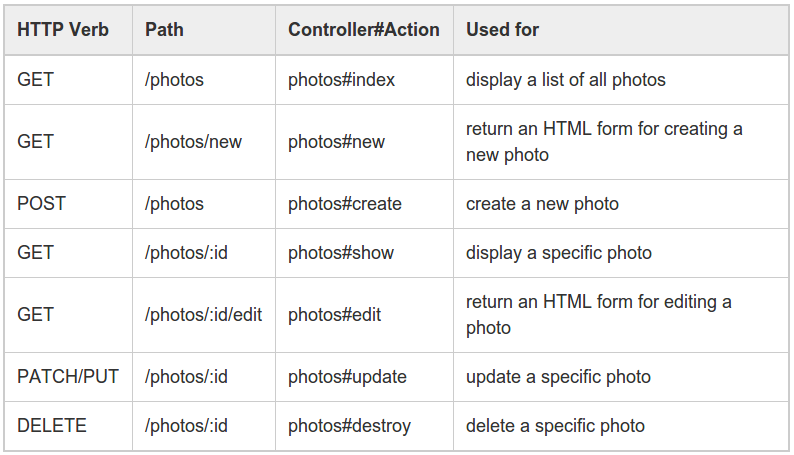 HTTP Verb Path Controller#Action Used for
GET /photos photos#index display a list of all photos
GET /photos/new photos#new return an HTML form for creating a
new photo
POST /photos photos#create create a new photo
GET /photos/:id photos#show display a specific photo
GET /photos/:id/edit photos#edit return an HTML form for editing a
photo
PATCH/PUT /photos/:id photos#update update a specific photo
DELETE /photos/:id photos#destroy delete a specific photo